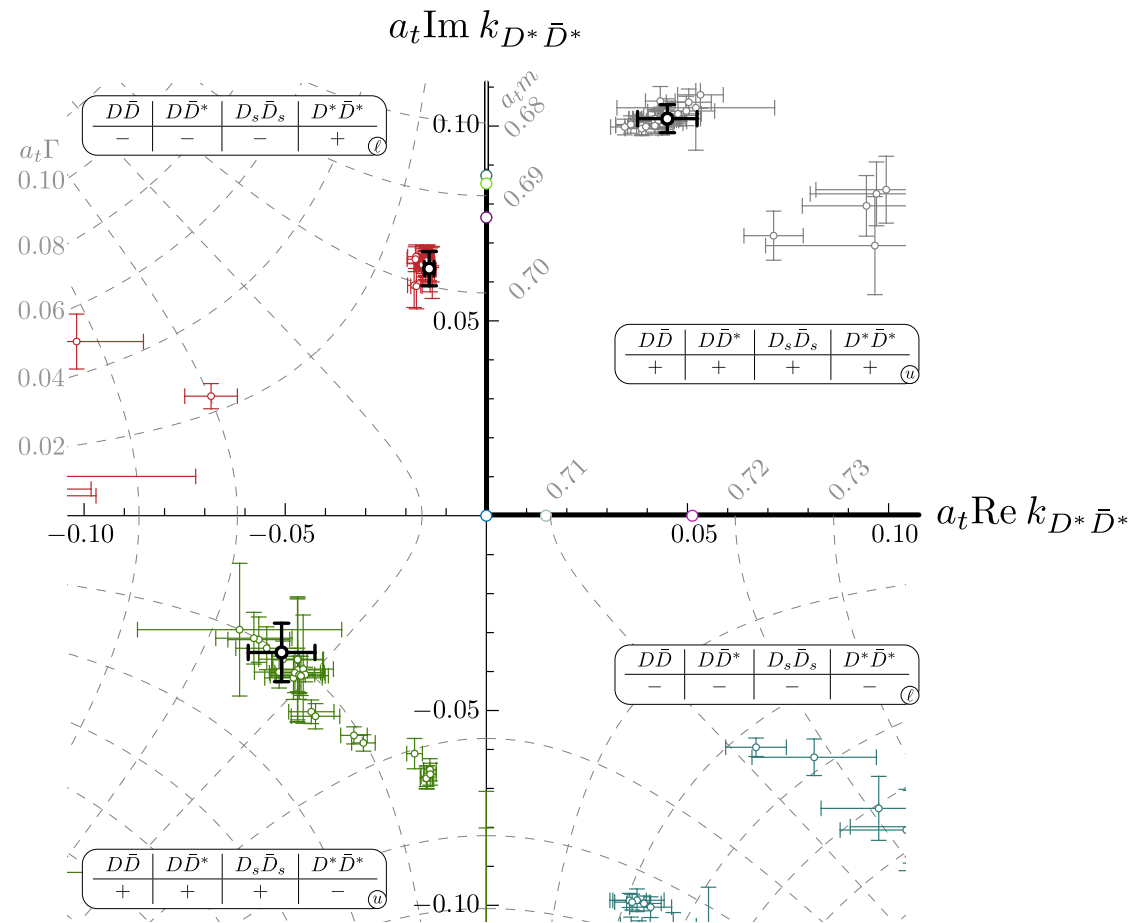 a_t Im k_{D* D̄*}
DD̄ DD̄* D_sD̄_s D*D̄*
− − − + ℓ
a_tΓ
0.10
0.08
0.06
0.04
0.02
a_t m
0.68
0.69
0.70
0.71
0.72
0.73
0.10
0.05
DD̄ DD̄* D_sD̄_s D*D̄*
+ + + + u
−0.10 −0.05 0.05 0.10
a_t Re k_{D* D̄*}
DD̄ DD̄* D_sD̄_s D*D̄*
− − − − ℓ
−0.05
DD̄ DD̄* D_sD̄_s D*D̄*
+ + + − u
−0.10